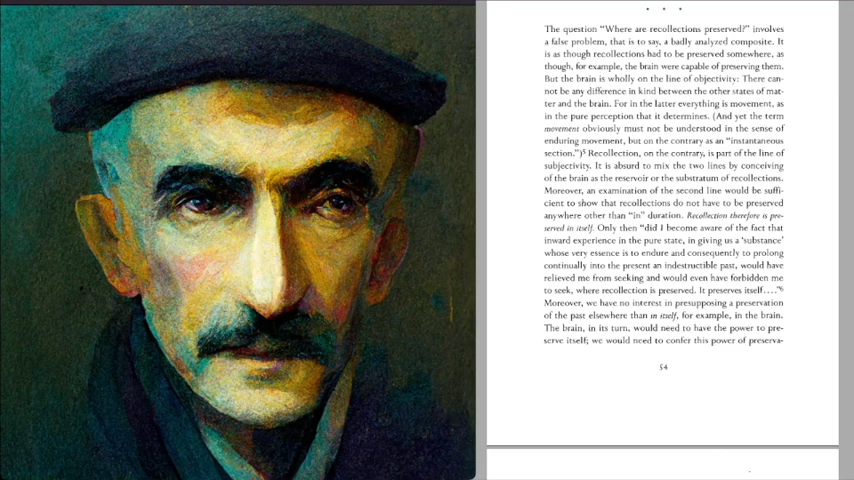 • • •
The question “Where are recollections preserved?” involves
a false problem, that is to say, a badly analyzed composite. It
is as though recollections had to be preserved somewhere, as
though, for example, the brain were capable of preserving them.
But the brain is wholly on the line of objectivity: There can-
not be any difference in kind between the other states of mat-
ter and the brain. For in the latter everything is movement, as
in the pure perception that it determines. (And yet the term
movement obviously must not be understood in the sense of
enduring movement, but on the contrary as an “instantaneous
section.”)⁵ Recollection, on the contrary, is part of the line of
subjectivity. It is absurd to mix the two lines by conceiving
of the brain as the reservoir or the substratum of recollections.
Moreover, an examination of the second line would be suffi-
cient to show that recollections do not have to be preserved
anywhere other than “in” duration. Recollection therefore is pre-
served in itself. Only then “did I become aware of the fact that
inward experience in the pure state, in giving us a ‘substance’
whose very essence is to endure and consequently to prolong
continually into the present an indestructible past, would have
relieved me from seeking and would even have forbidden me
to seek, where recollection is preserved. It preserves itself....”⁶
Moreover, we have no interest in presupposing a preservation
of the past elsewhere than in itself, for example, in the brain.
The brain, in its turn, would need to have the power to pre-
serve itself; we would need to confer this power of preserva-
54